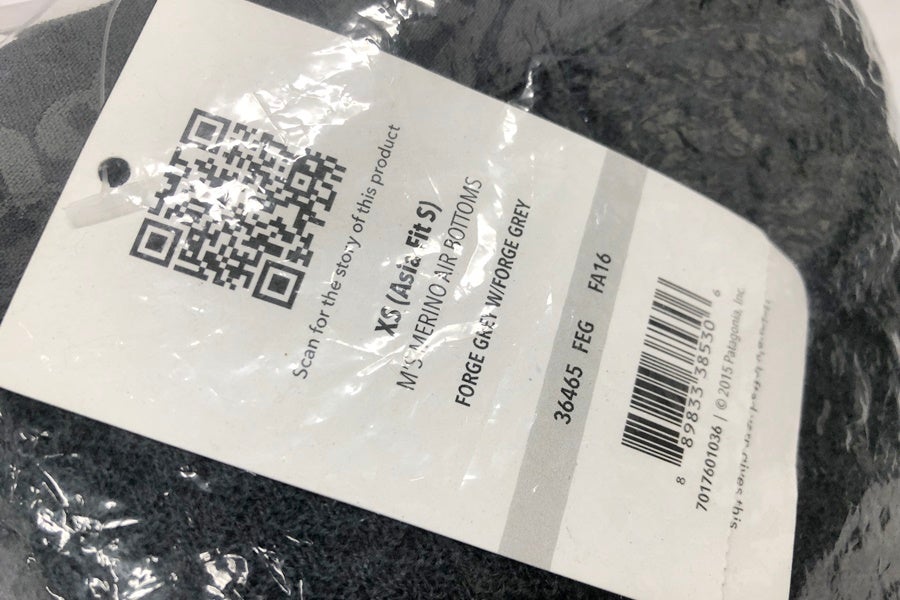 Scan for the story of this product
XS (Asia Fit S)
M'S MERINO AIR BOTTOMS
FORGE GREY W/FORGE GREY
36465 FEG FA16
8 89833 38530 6
7017601036 | © 2015 Patagonia, Inc.